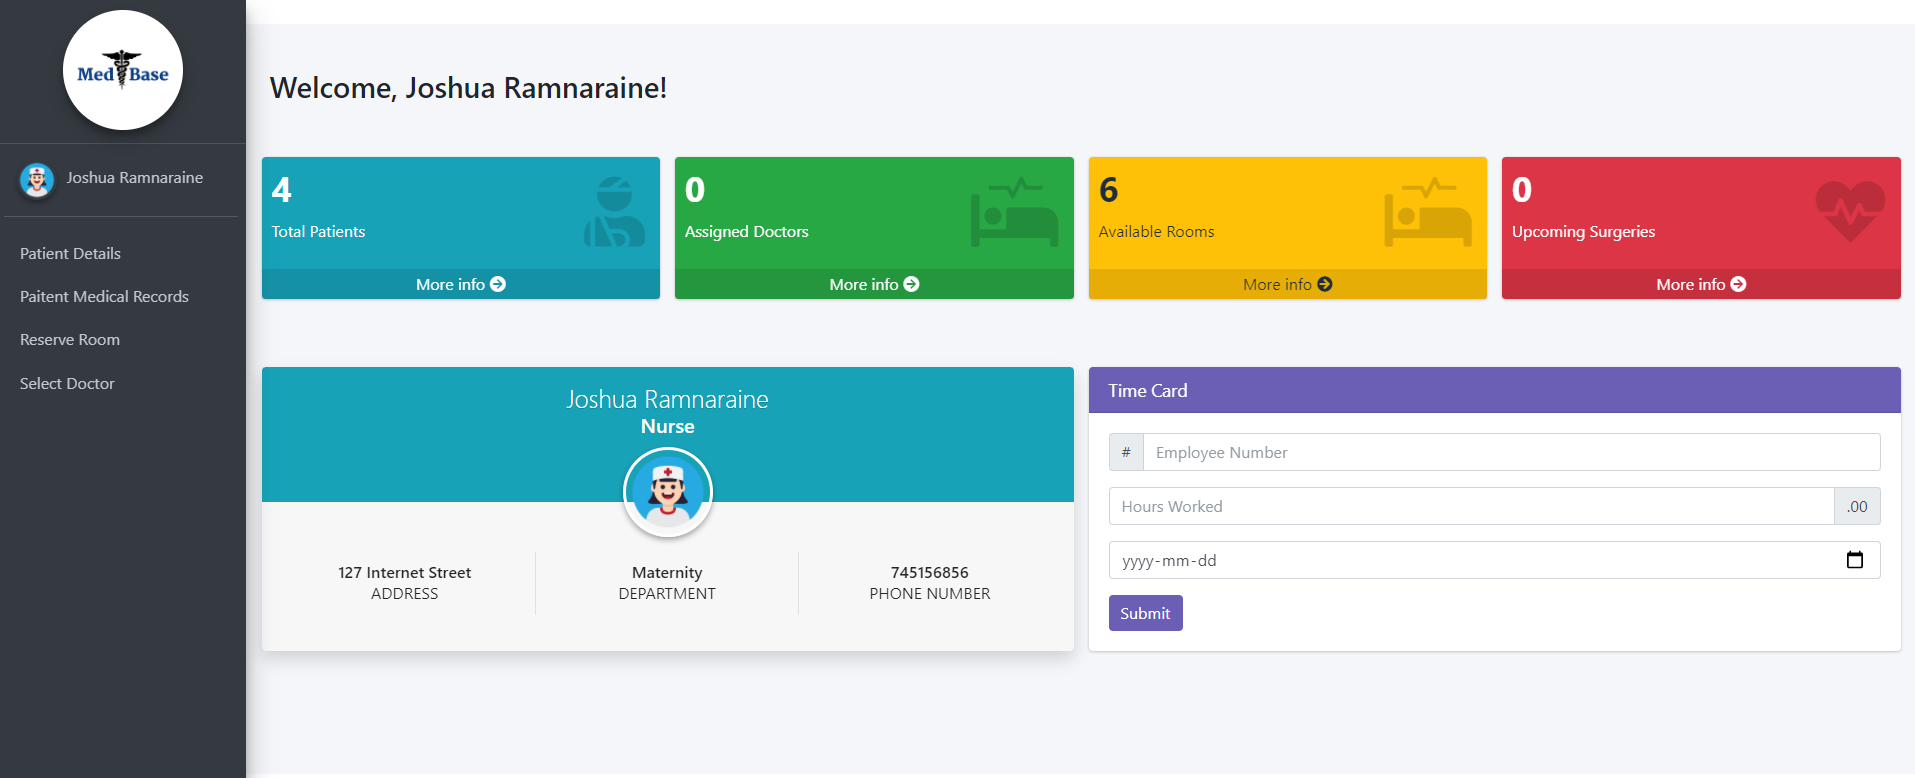 Med Base
Joshua Ramnaraine
Patient Details
Paitent Medical Records
Reserve Room
Select Doctor
Welcome, Joshua Ramnaraine!
4
Total Patients
More info
0
Assigned Doctors
More info
6
Available Rooms
More info
0
Upcoming Surgeries
More info
Joshua Ramnaraine
Nurse
127 Internet Street
ADDRESS
Maternity
DEPARTMENT
745156856
PHONE NUMBER
Time Card
# Employee Number
Hours Worked .00
yyyy-mm-dd
Submit